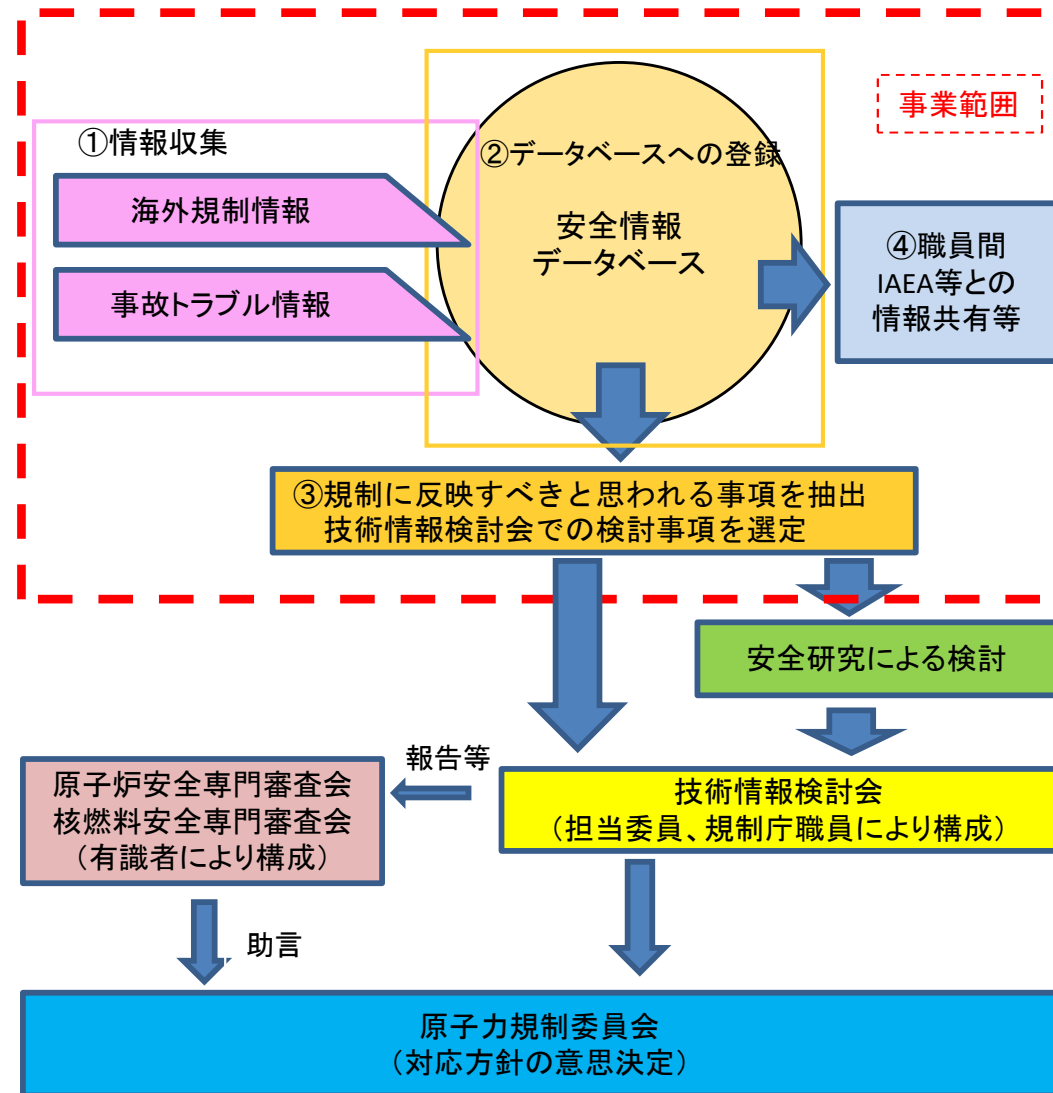 事業範囲
①情報収集
海外規制情報
事故トラブル情報
②データベースへの登録
安全情報
データベース
④職員間
IAEA等との
情報共有等
③規制に反映すべきと思われる事項を抽出
技術情報検討会での検討事項を選定
安全研究による検討
報告等
技術情報検討会
（担当委員、規制庁職員により構成）
原子炉安全専門審査会
核燃料安全専門審査会
（有識者により構成）
助言
原子力規制委員会
（対応方針の意思決定）